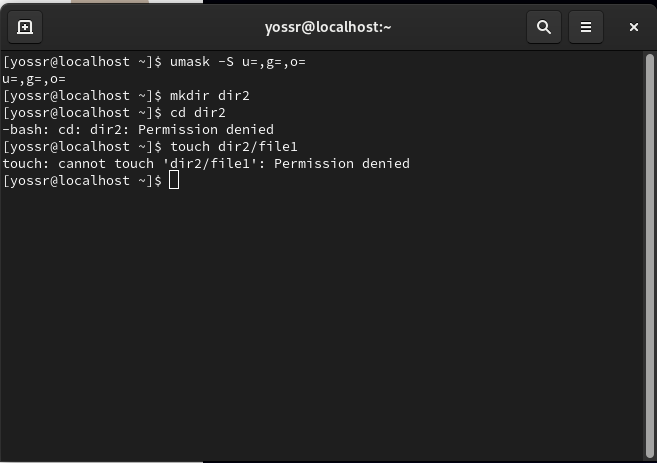 yossr@localhost:~
[yossr@localhost ~]$ umask -S u=,g=,o=
u=,g=,o=
[yossr@localhost ~]$ mkdir dir2
[yossr@localhost ~]$ cd dir2
-bash: cd: dir2: Permission denied
[yossr@localhost ~]$ touch dir2/file1
touch: cannot touch 'dir2/file1': Permission denied
[yossr@localhost ~]$